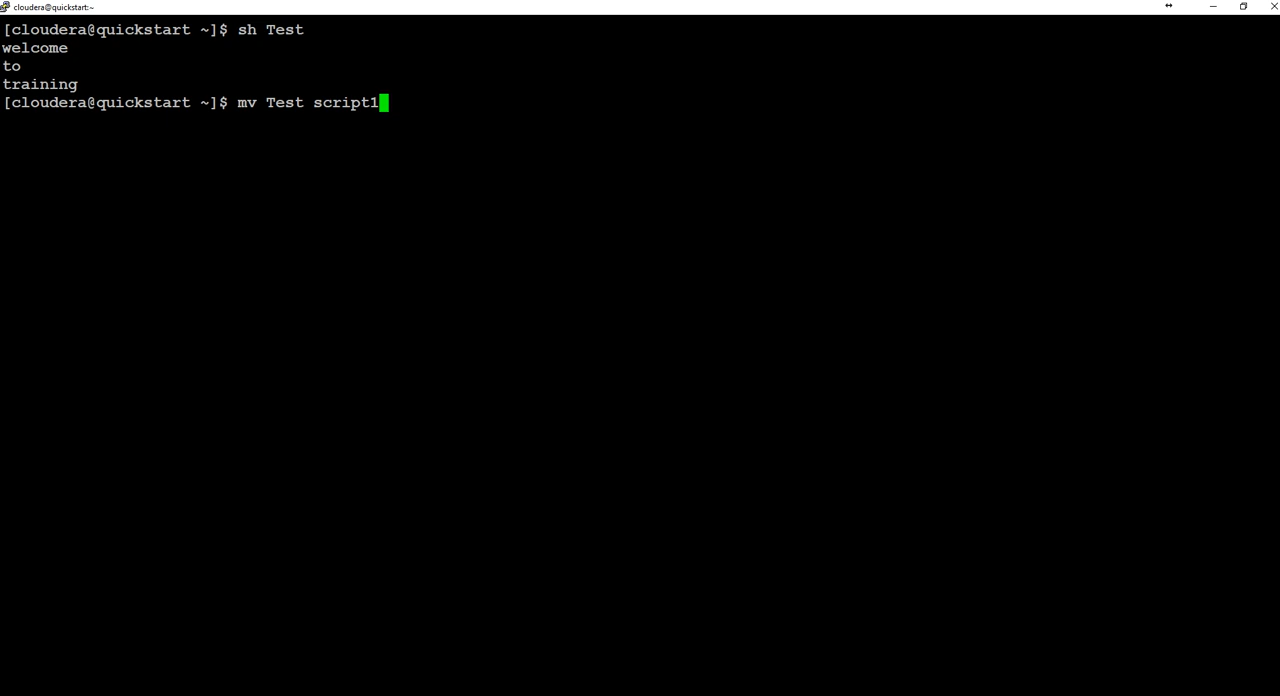 cloudera@quickstart:~
[cloudera@quickstart ~]$ sh Test
welcome
to
training
[cloudera@quickstart ~]$ mv Test script1